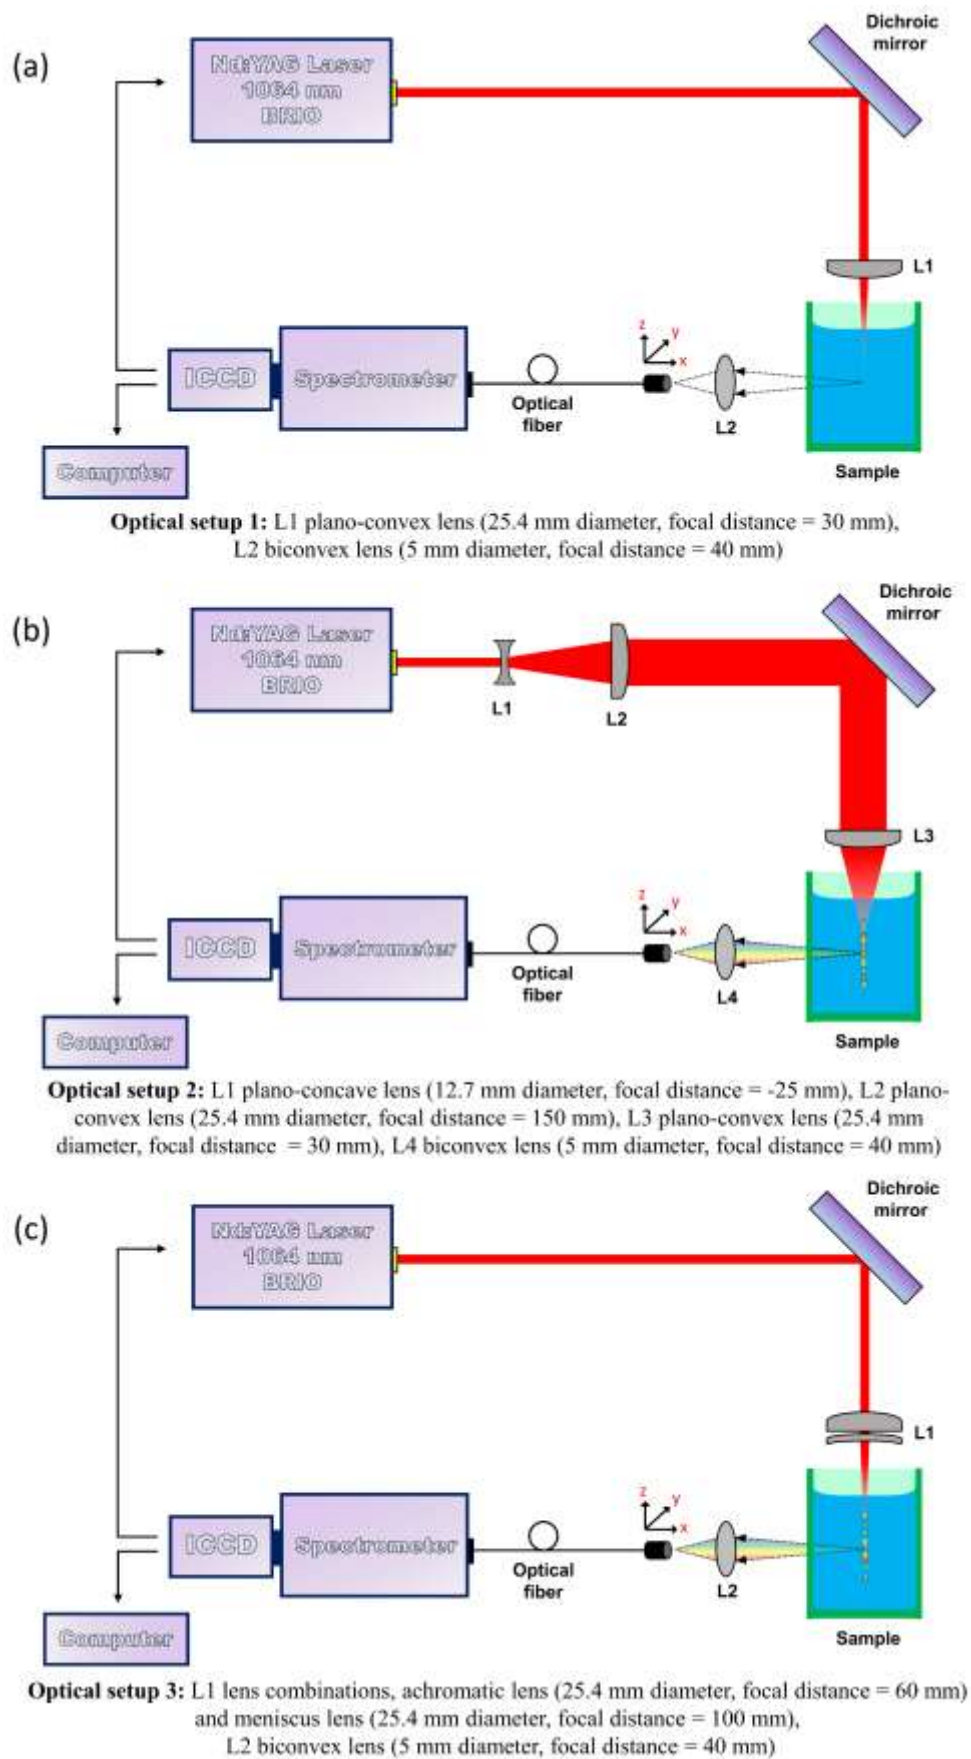 Dichroic
mirror
(a)
Nd:YAG Laser
1064 nm
BRIO
L1
z
y
x
ICCD
Spectrometer
Optical
fiber
L2
Computer
Sample
Optical setup 1: L1 plano-convex lens (25.4 mm diameter, focal distance = 30 mm),
L2 biconvex lens (5 mm diameter, focal distance = 40 mm)
Dichroic
mirror
(b)
Nd:YAG Laser
1064 nm
BRIO
L1
L2
L3
z
y
x
ICCD
Spectrometer
Optical
fiber
L4
Computer
Sample
Optical setup 2: L1 plano-concave lens (12.7 mm diameter, focal distance = -25 mm), L2 plano-
convex lens (25.4 mm diameter, focal distance = 150 mm), L3 plano-convex lens (25.4 mm
diameter, focal distance = 30 mm), L4 biconvex lens (5 mm diameter, focal distance = 40 mm)
Dichroic
mirror
(c)
Nd:YAG Laser
1064 nm
BRIO
L1
z
y
x
ICCD
Spectrometer
Optical
fiber
L2
Computer
Sample
Optical setup 3: L1 lens combinations, achromatic lens (25.4 mm diameter, focal distance = 60 mm)
and meniscus lens (25.4 mm diameter, focal distance = 100 mm),
L2 biconvex lens (5 mm diameter, focal distance = 40 mm)